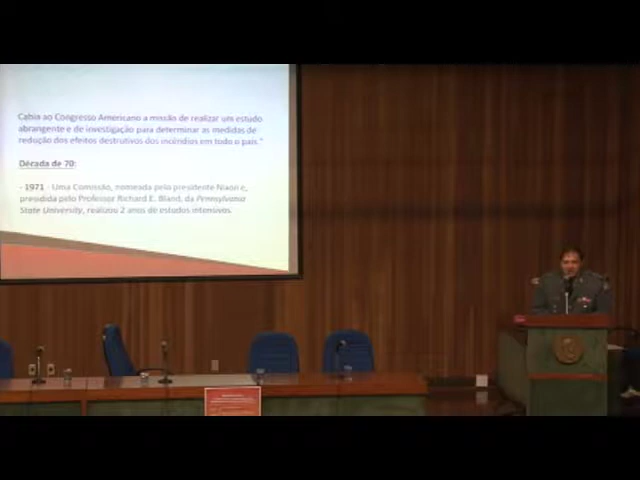 Cabia ao Congresso Americano a missão de realizar um estudo
abrangente e de investigação para determinar as medidas de
redução dos efeitos destrutivos dos incêndios em todo o país."
Década de 70:
- 1971 - Uma Comissão, nomeada pelo presidente Nixon e,
presidida pelo Professor Richard E. Bland, da Pennsylvania
State University, realizou 2 anos de estudos intensivos.